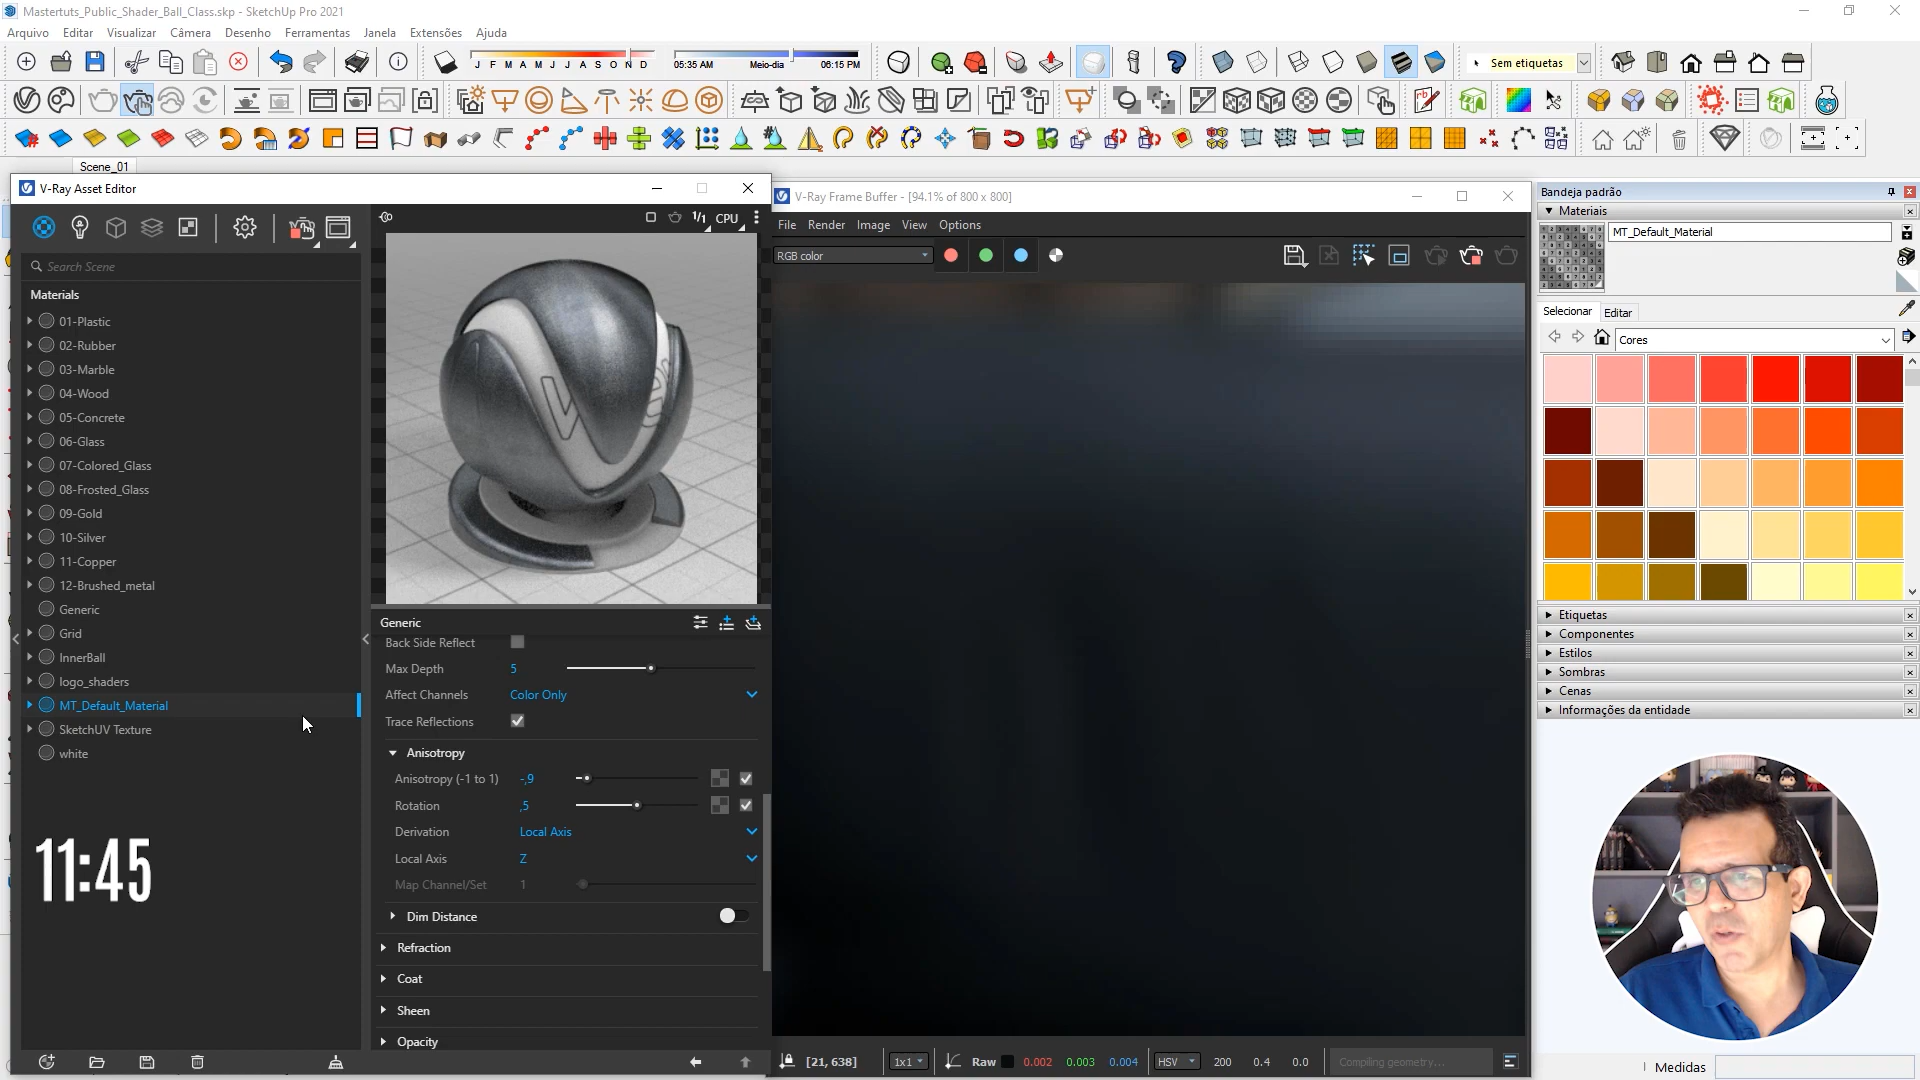 Mastertuts_Public_Shader_Ball_Class.skp - SketchUp Pro 2021
Arquivo Editar Visualizar Câmera Desenho Ferramentas Janela Extensões Ajuda
J F M A M J J A S O N D
05:35 AM Meio-dia 06:15 PM
Sem etiquetas
Scene_01
V-Ray Asset Editor
1/1 CPU
Search Scene
Materials
01-Plastic
02-Rubber
03-Marble
04-Wood
05-Concrete
06-Glass
07-Colored_Glass
08-Frosted_Glass
09-Gold
10-Silver
11-Copper
12-Brushed_metal
Generic
Grid
InnerBall
logo_shaders
MT_Default_Material
SketchUV Texture
white
11:45
Generic
Back Side Reflect
Max Depth 5
Affect Channels Color Only
Trace Reflections
Anisotropy
Anisotropy (-1 to 1) -,9
Rotation ,5
Derivation Local Axis
Local Axis Z
Map Channel/Set 1
Dim Distance
Refraction
Coat
Sheen
Opacity
V-Ray Frame Buffer - [94.1% of 800 x 800]
File Render Image View Options
RGB color
[21, 638] 1x1 Raw 0.002 0.003 0.004 HSV 200 0.4 0.0 Compiling geometry...
Bandeja padrão
Materiais
MT_Default_Material
Selecionar Editar
Cores
Etiquetas
Componentes
Estilos
Sombras
Cenas
Informações da entidade
Medidas